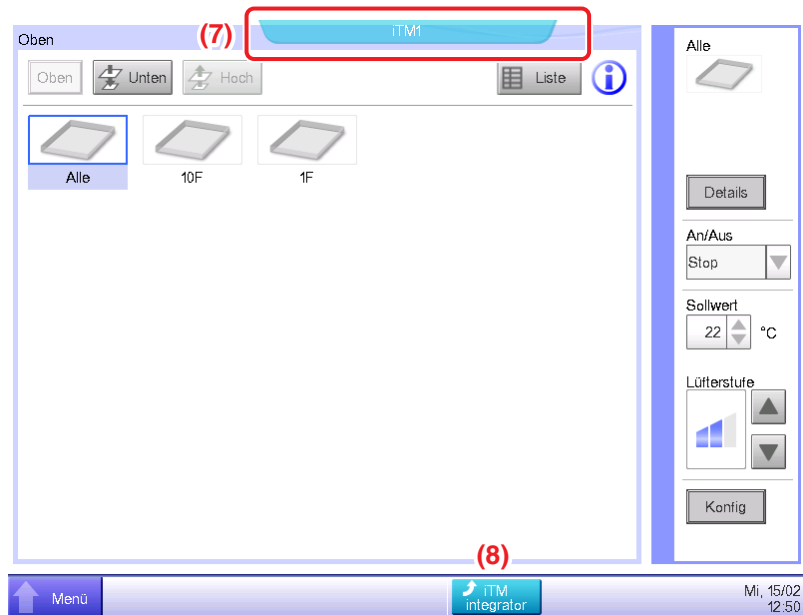 Oben
(7)
iTM1
Oben
Unten
Hoch
Liste
Alle
10F
1F
Alle
Details
An/Aus
Stop
Sollwert
22
°C
Lüfterstufe
Konfig
(8)
Menü
iTM
integrator
Mi, 15/02
12:50